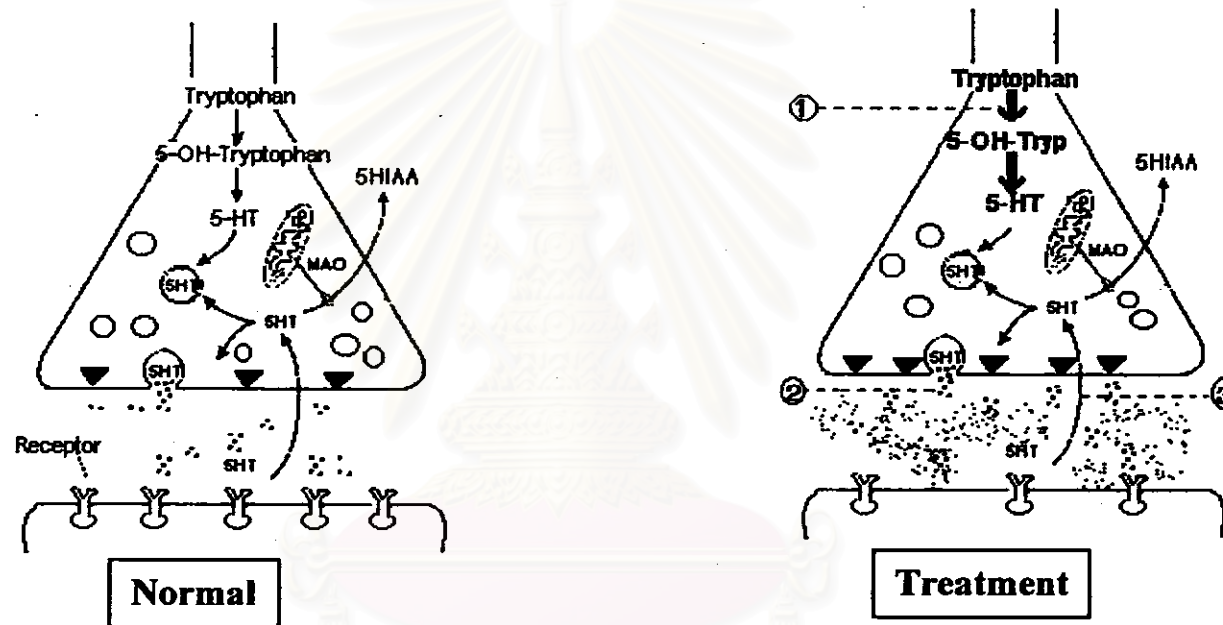 Tryptophan
5-OH-Tryptophan
5-HT
5HIAA
MAO
5HT
5HT
5HT
5HT
Receptor
Normal
Tryptophan
①
5-OH-Tryp
5-HT
5HIAA
MAO
5HT
5HT
5HT
②
5HT
Treatment